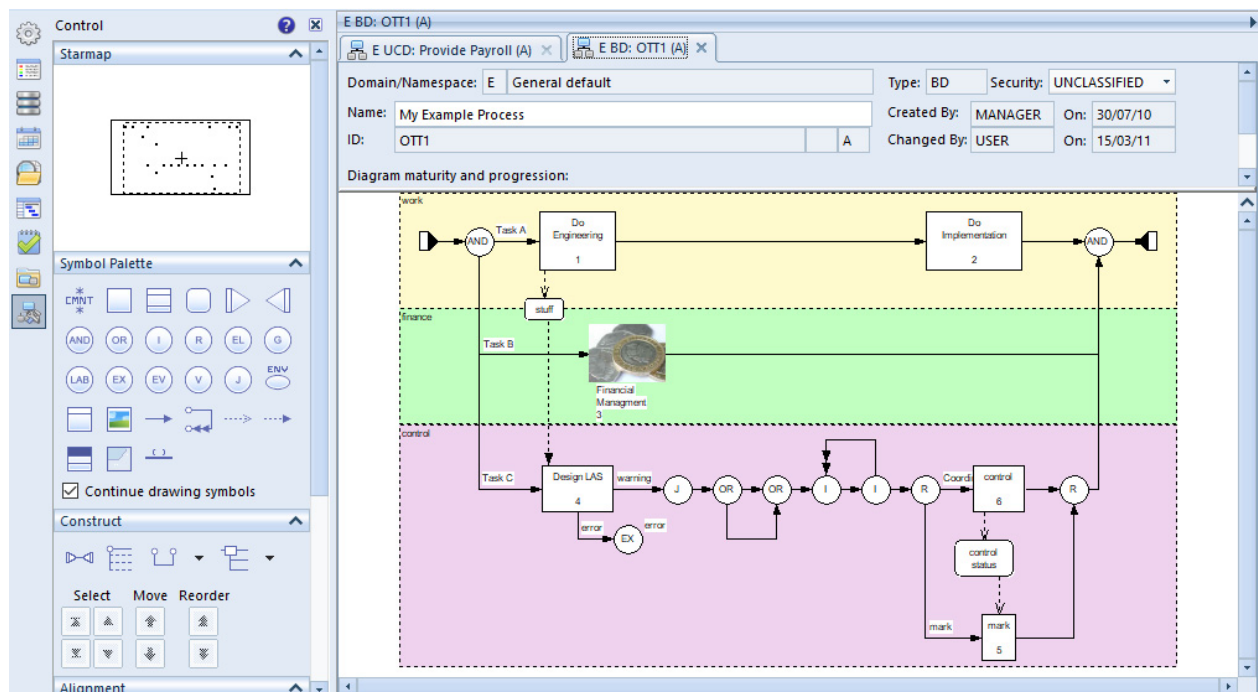 Control
Starmap
Symbol Palette
*
CMNT
*
AND OR I R EL G
LAB EX EV V J ENV
Continue drawing symbols
Construct
Select Move Reorder
Alignment
E BD: OTT1 (A)
E UCD: Provide Payroll (A)
E BD: OTT1 (A)
Domain/Namespace: E General default
Type: BD Security: UNCLASSIFIED
Name: My Example Process
Created By: MANAGER On: 30/07/10
ID: OTT1 A
Changed By: USER On: 15/03/11
Diagram maturity and progression:
work
AND
Task A
Do
Engineering
1
Do
Implementation
2
AND
stuff
finance
Task B
Financial
Managment
3
control
Task C
Design LAS
4
warning
J
OR
OR
I
I
R
Coordi
control
6
R
error
EX
error
control
status
mark
mark
5